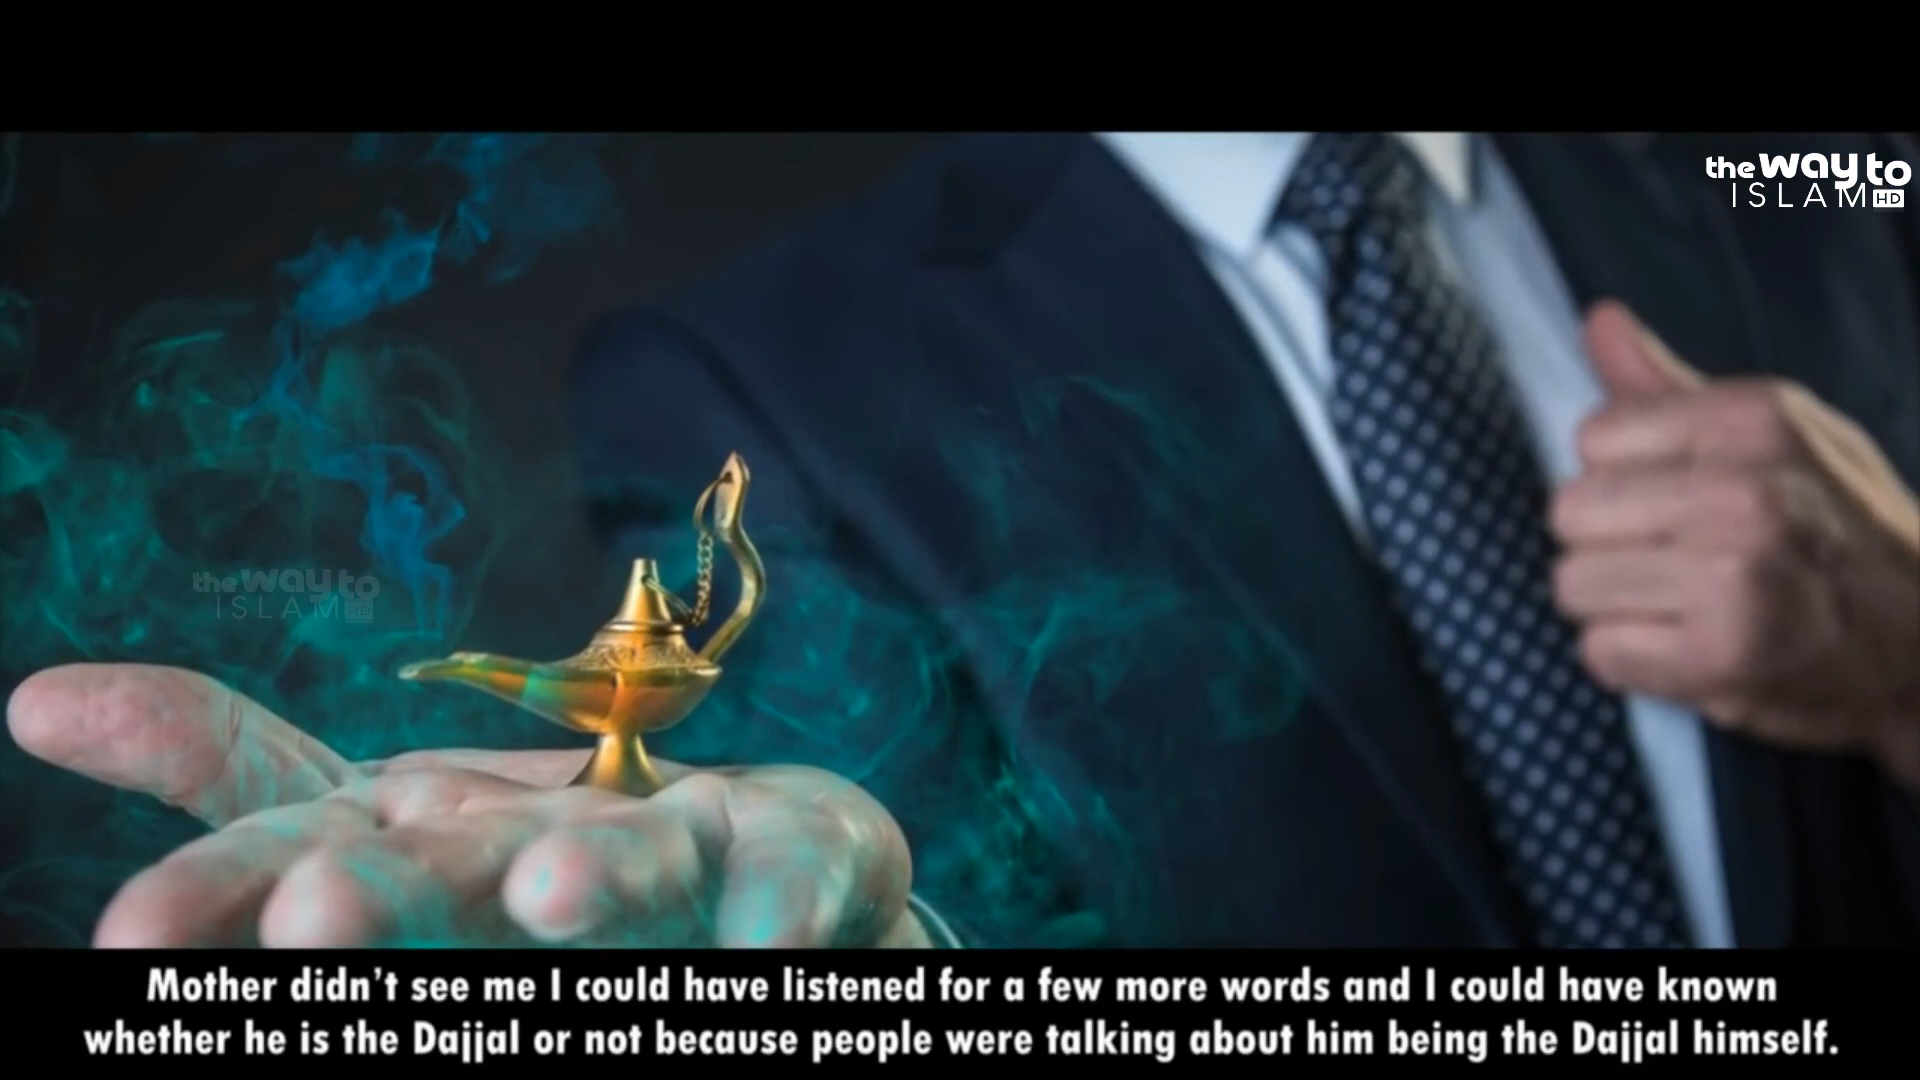 the way to
ISLAM HD
the way to
ISLAM HD
Mother didn't see me I could have listened for a few more words and I could have known
whether he is the Dajjal or not because people were talking about him being the Dajjal himself.